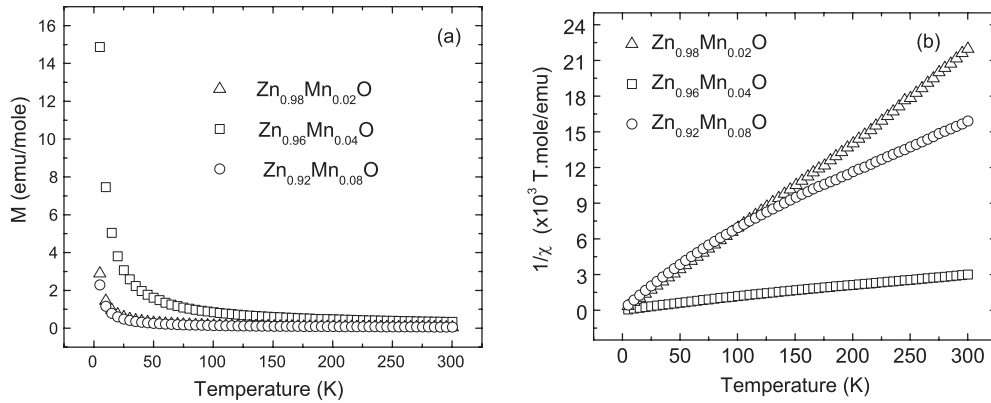 (a)
M (emu/mole)
16
14
12
10
8
6
4
2
0
Zn0.98Mn0.02O
Zn0.96Mn0.04O
Zn0.92Mn0.08O
0 50 100 150 200 250 300
Temperature (K)
(b)
1/χ (x10³ T.mole/emu)
24
21
18
15
12
9
6
3
0
Zn0.98Mn0.02O
Zn0.96Mn0.04O
Zn0.92Mn0.08O
0 50 100 150 200 250 300
Temperature (K)